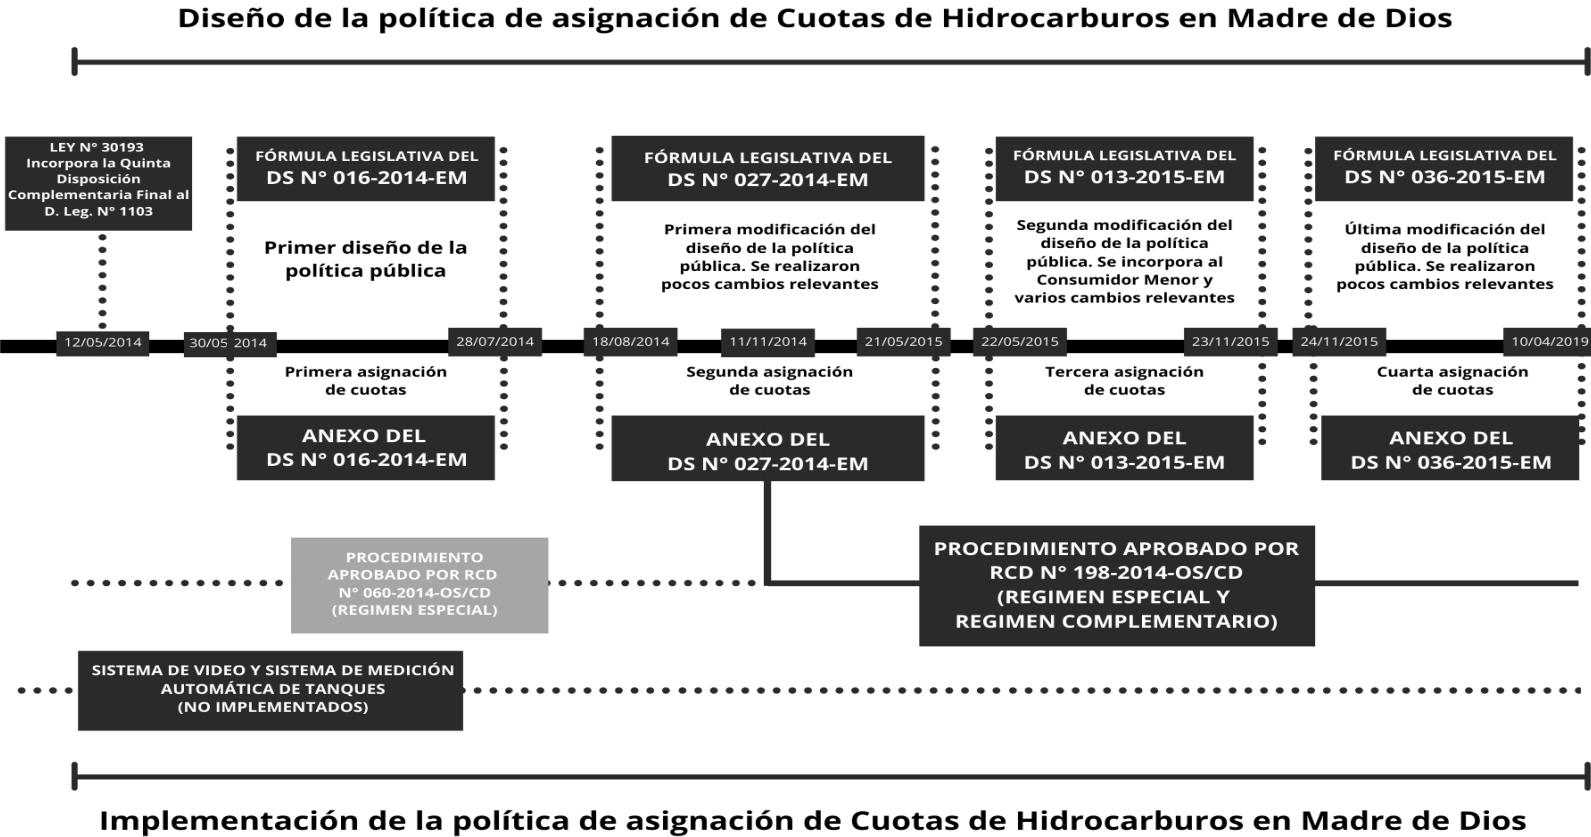 Diseño de la política de asignación de Cuotas de Hidrocarburos en Madre de Dios
LEY N° 30193
Incorpora la Quinta
Disposición
Complementaria Final al
D. Leg. N° 1103
FÓRMULA LEGISLATIVA DEL
DS N° 016-2014-EM
Primer diseño de la
política pública
FÓRMULA LEGISLATIVA DEL
DS N° 027-2014-EM
Primera modificación del
diseño de la política
pública. Se realizaron
pocos cambios relevantes
FÓRMULA LEGISLATIVA DEL
DS N° 013-2015-EM
Segunda modificación del
diseño de la política
pública. Se incorpora al
Consumidor Menor y
varios cambios relevantes
FÓRMULA LEGISLATIVA DEL
DS N° 036-2015-EM
Última modificación del
diseño de la política
pública. Se realizaron
pocos cambios relevantes
12/05/2014
30/05 2014
28/07/2014
18/08/2014
11/11/2014
21/05/2015
22/05/2015
23/11/2015
24/11/2015
10/04/2019
Primera asignación
de cuotas
ANEXO DEL
DS N° 016-2014-EM
Segunda asignación
de cuotas
ANEXO DEL
DS N° 027-2014-EM
Tercera asignación
de cuotas
ANEXO DEL
DS N° 013-2015-EM
Cuarta asignación
de cuotas
ANEXO DEL
DS N° 036-2015-EM
PROCEDIMIENTO
APROBADO POR RCD
N° 060-2014-OS/CD
(REGIMEN ESPECIAL)
PROCEDIMIENTO APROBADO POR
RCD N° 198-2014-OS/CD
(REGIMEN ESPECIAL Y
REGIMEN COMPLEMENTARIO)
SISTEMA DE VIDEO Y SISTEMA DE MEDICIÓN
AUTOMÁTICA DE TANQUES
(NO IMPLEMENTADOS)
Implementación de la política de asignación de Cuotas de Hidrocarburos en Madre de Dios